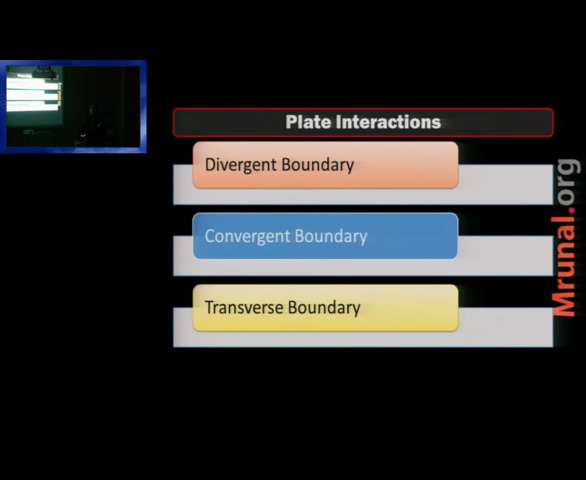 Plate Interactions
Divergent Boundary
Convergent Boundary
Transverse Boundary
Mrunal.org